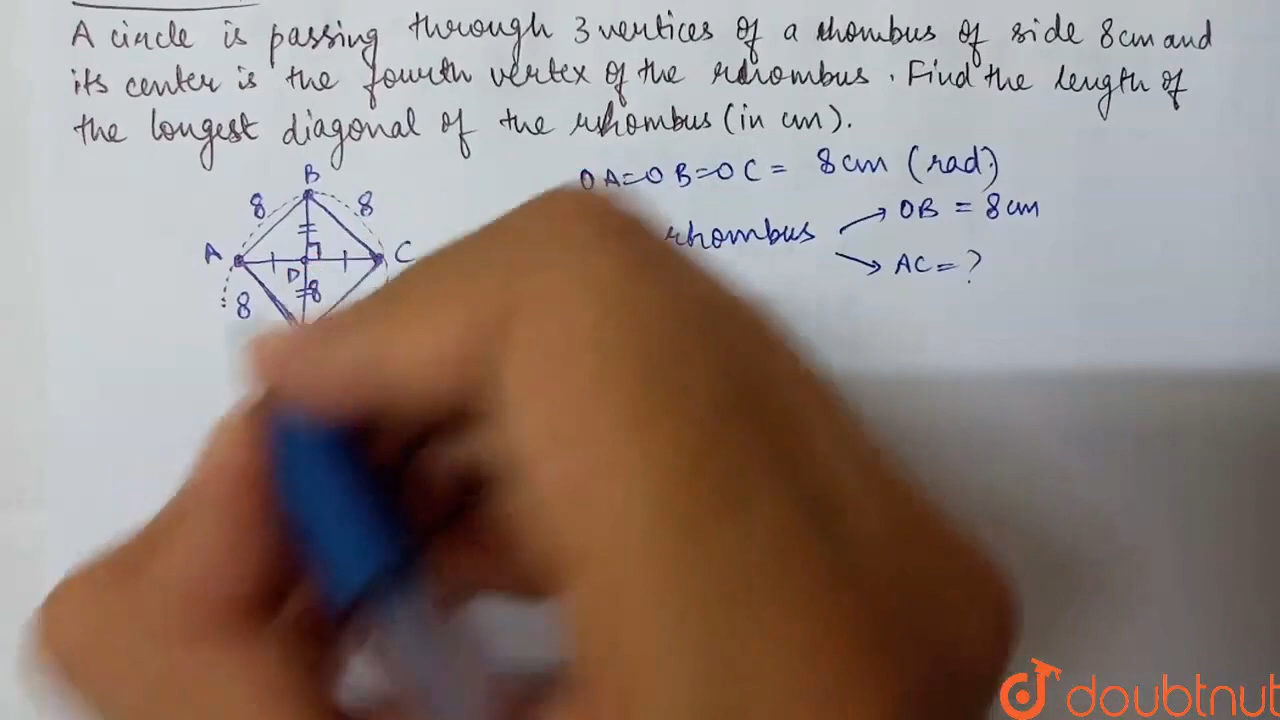 A circle is passing through 3 vertices of a rhombus of side 8cm and
its center is the fourth vertex of the rhombus. Find the length of
the longest diagonal of the rhombus (in cm).
OA=OB=OC= 8cm (rad.)
rhombus
OB = 8cm
AC= ?
B
8 8
A C
D
8 8
doubtnut